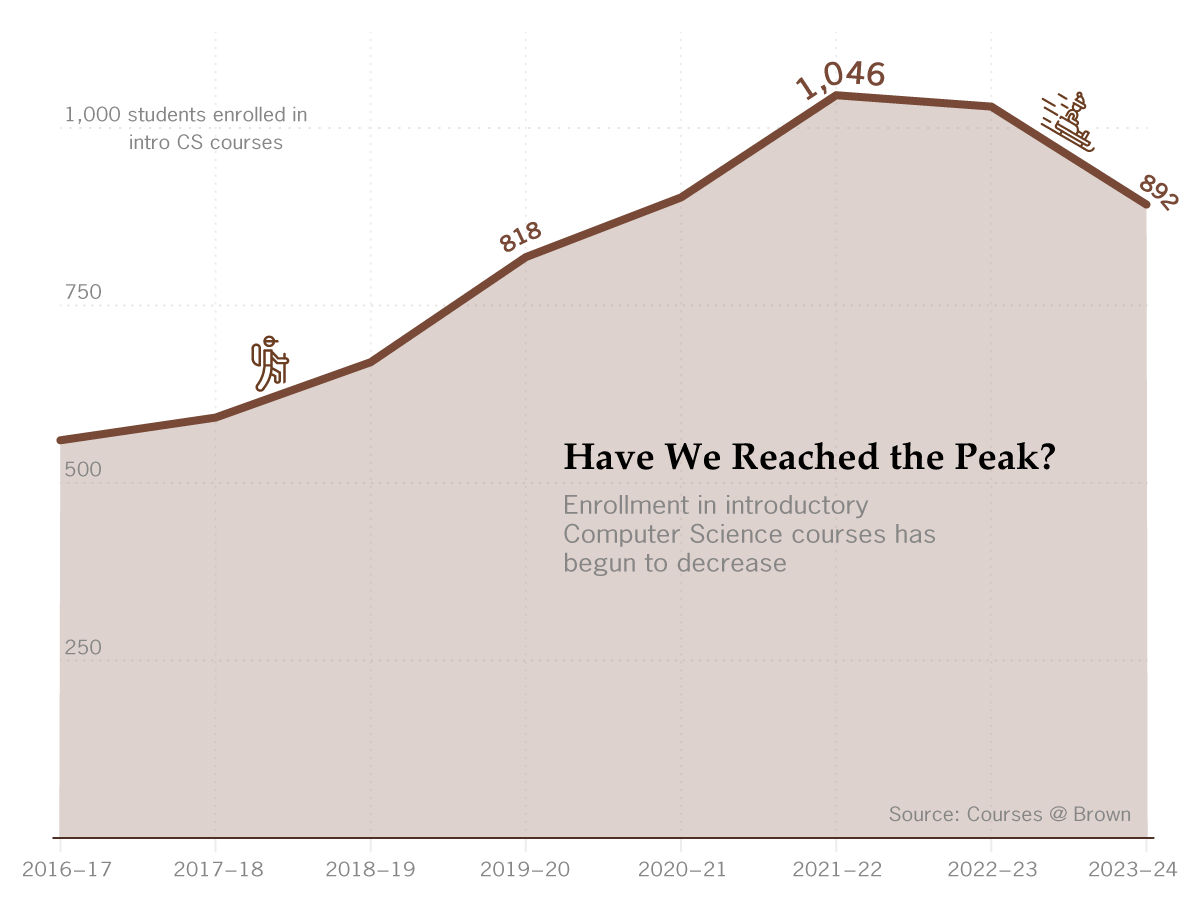 1,046
1,000 students enrolled in
intro CS courses
892
818
750
Have We Reached the Peak?
500
Enrollment in introductory
Computer Science courses has
begun to decrease
250
Source: Courses @ Brown
2016–17 2017–18 2018–19 2019–20 2020–21 2021–22 2022–23 2023–24